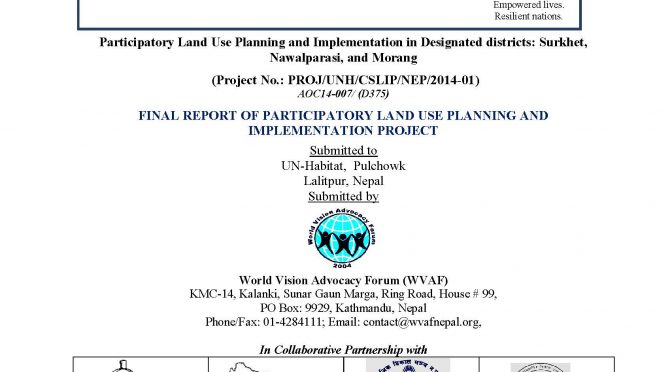 Empowered lives.
Resilient nations.
Participatory Land Use Planning and Implementation in Designated districts: Surkhet,
Nawalparasi, and Morang
(Project No.: PROJ/UNH/CSLIP/NEP/2014-01)
AOC14-007/ (D375)
FINAL REPORT OF PARTICIPATORY LAND USE PLANNING AND
IMPLEMENTATION PROJECT
Submitted to
UN-Habitat, Pulchowk
Lalitpur, Nepal
Submitted by
World Vision Advocacy Forum
2004
World Vision Advocacy Forum (WVAF)
KMC-14, Kalanki, Sunar Gaun Marga, Ring Road, House # 99,
PO Box: 9929, Kathmandu, Nepal
Phone/Fax: 01-4284111; Email: contact@wvafnepal.org,
In Collaborative Partnership with